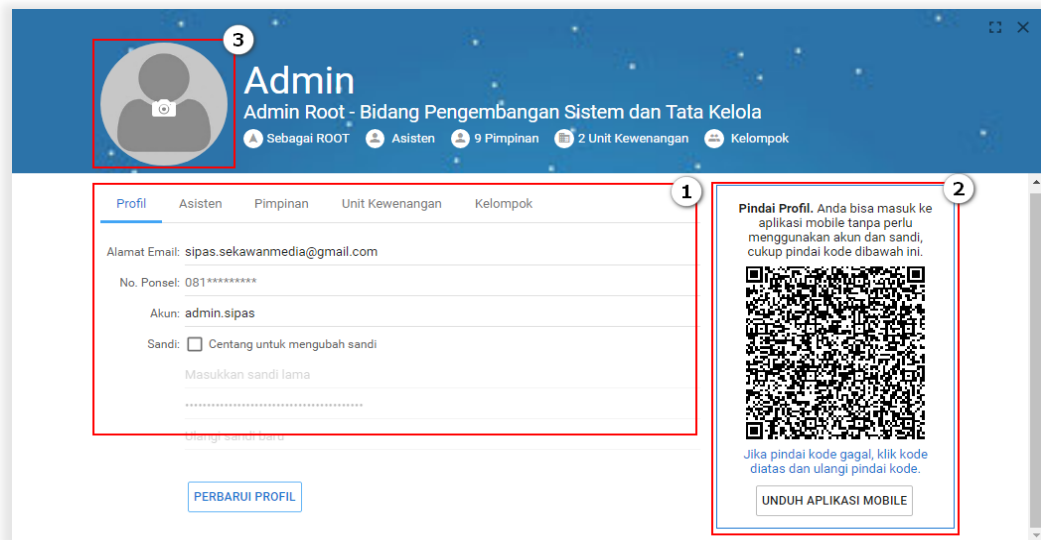 3
Admin
Admin Root - Bidang Pengembangan Sistem dan Tata Kelola
Sebagai ROOT Asisten 9 Pimpinan 2 Unit Kewenangan Kelompok
1
Profil Asisten Pimpinan Unit Kewenangan Kelompok
Alamat Email: sipas.sekawanmedia@gmail.com
No. Ponsel: 081*********
Akun: admin.sipas
Sandi: Centang untuk mengubah sandi
Masukkan sandi lama
Ulangi sandi baru
PERBARUI PROFIL
2
Pindai Profil. Anda bisa masuk ke
aplikasi mobile tanpa perlu
menggunakan akun dan sandi,
cukup pindai kode dibawah ini.
Jika pindai kode gagal, klik kode
diatas dan ulangi pindai kode.
UNDUH APLIKASI MOBILE